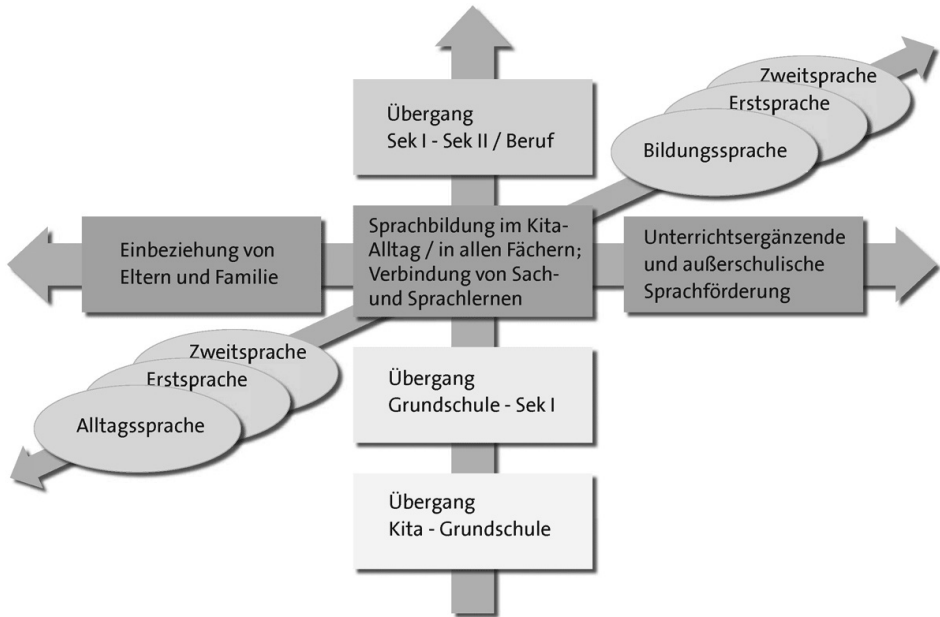 Zweitsprache
Erstsprache
Bildungssprache
Übergang
Sek I - Sek II / Beruf
Einbeziehung von
Eltern und Familie
Sprachbildung im Kita-
Alltag / in allen Fächern;
Verbindung von Sach-
und Sprachlernen
Unterrichtsergänzende
und außerschulische
Sprachförderung
Zweitsprache
Erstsprache
Alltagssprache
Übergang
Grundschule - Sek I
Übergang
Kita - Grundschule